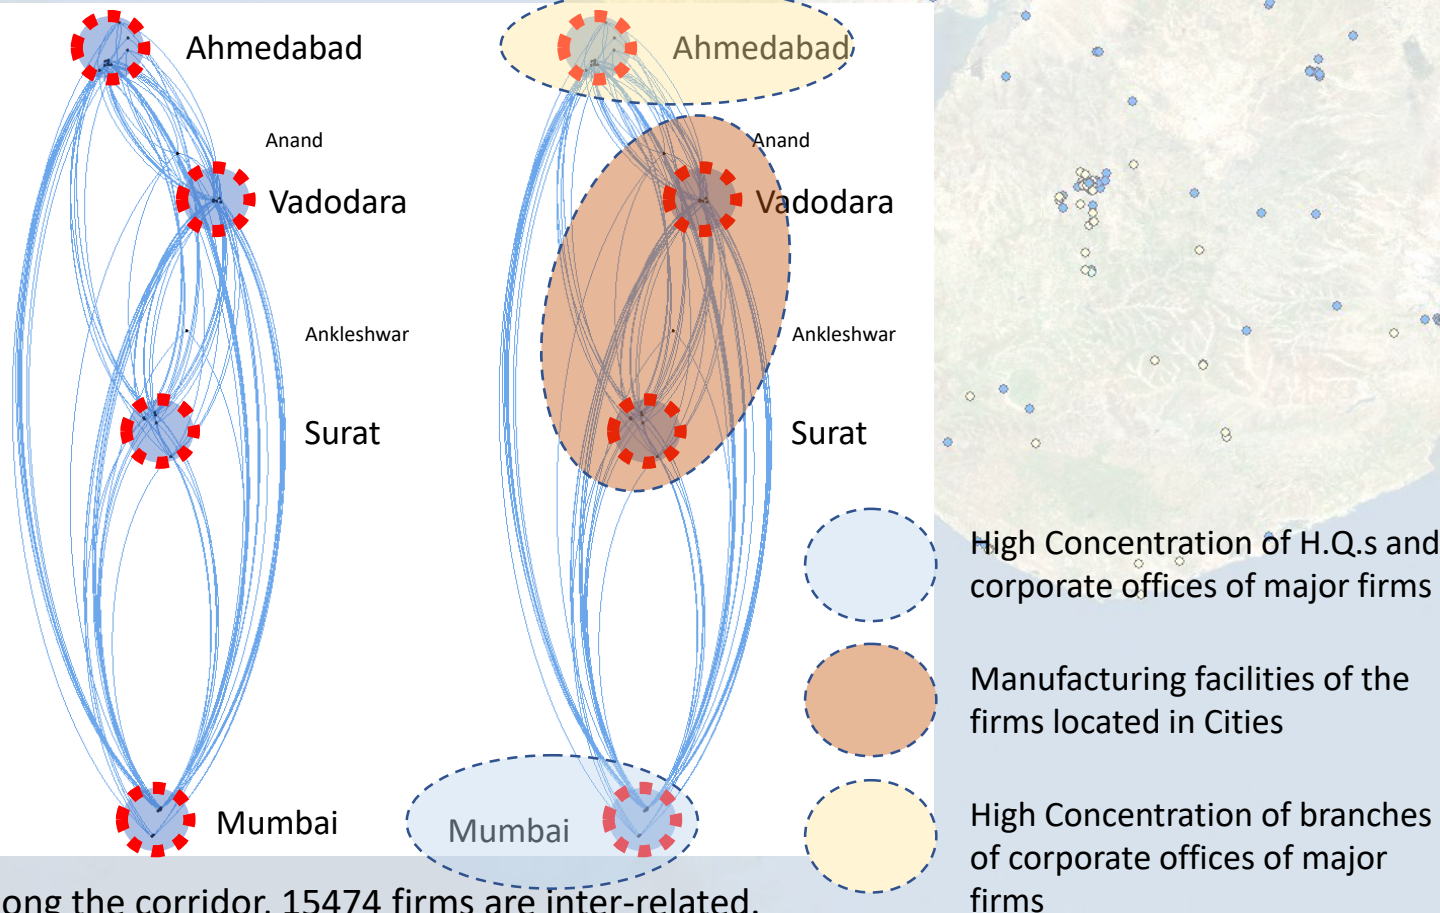 Ahmedabad
Anand
Vadodara
Ankleshwar
Surat
Mumbai
Ahmedabad
Anand
Vadodara
Ankleshwar
Surat
Mumbai
High Concentration of H.Q.s and
corporate offices of major firms
Manufacturing facilities of the
firms located in Cities
High Concentration of branches
of corporate offices of major
firms
the corridor. 15474 firms are inter-related.